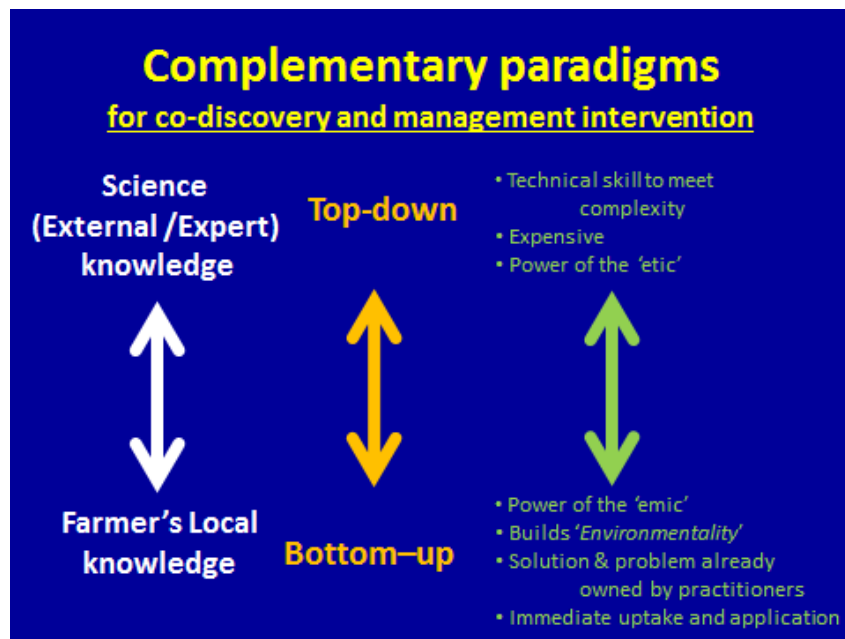 Complementary paradigms
for co-discovery and management intervention
Science
(External /Expert)
knowledge
Top-down
• Technical skill to meet
complexity
• Expensive
• Power of the ‘etic’
Farmer’s Local
knowledge
Bottom–up
• Power of the ‘emic’
• Builds ‘Environmentality’
• Solution & problem already
owned by practitioners
• Immediate uptake and application